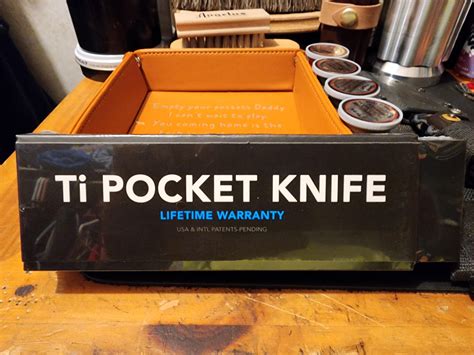 Apartus
Empty your pockets Daddy
I can't wait to play.
You coming home is the
Ti POCKET KNIFE
LIFETIME WARRANTY
USA & INTL PATENTS-PENDING